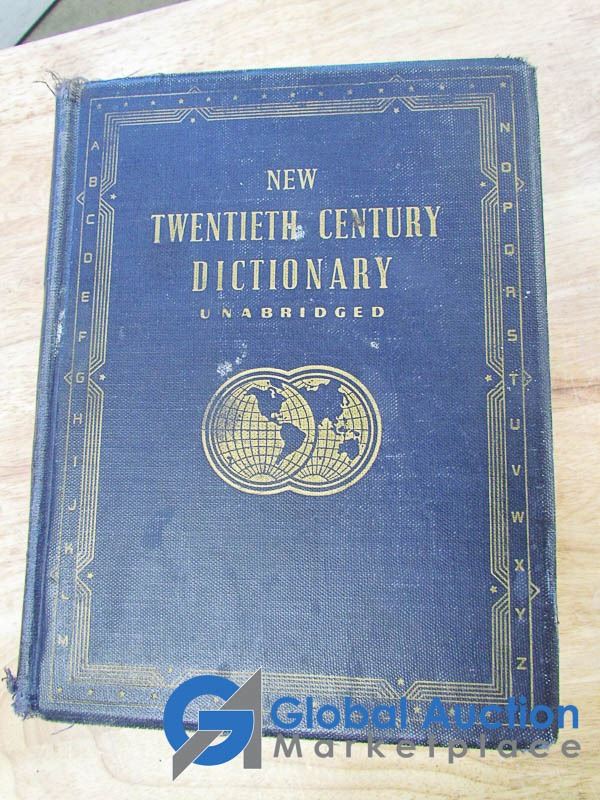 NEW
TWENTIETH CENTURY
DICTIONARY
UNABRIDGED
A
B
C
D
E
F
G
H
I
J
K
L
M
N
O
P
Q
R
S
T
U
V
W
X
Y
Z
Global Auction
Marketplace